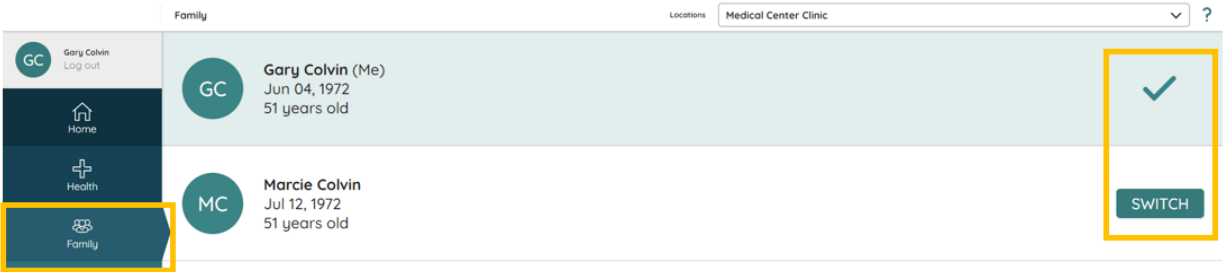 Family
Locations
Medical Center Clinic
?
GC
Gary Colvin
Log out
Home
Health
Family
GC
Gary Colvin (Me)
Jun 04, 1972
51 years old
MC
Marcie Colvin
Jul 12, 1972
51 years old
SWITCH